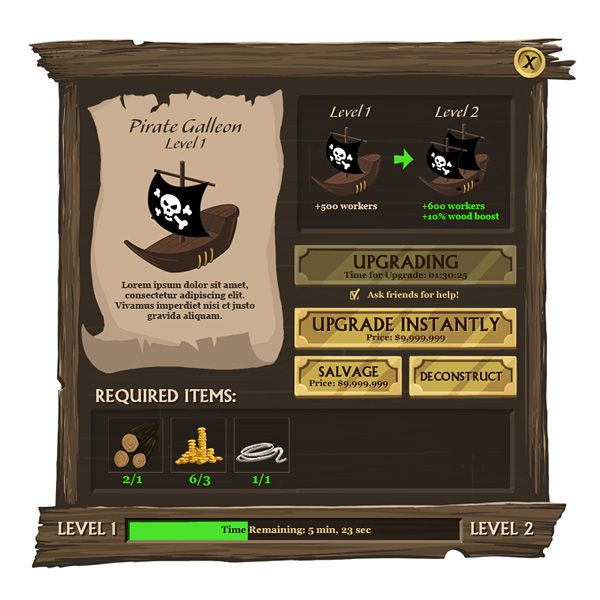 X
Pirate Galleon
Level 1
Lorem ipsum dolor sit amet,
consectetur adipiscing elit.
Vivamus imperdiet nisi et justo
gravida aliquam.
Level 1
Level 2
+500 workers
+600 workers
+10% wood boost
UPGRADING
Time for Upgrade: 01:30:25
Ask friends for help!
UPGRADE INSTANTLY
Price: $9,999,999
SALVAGE
Price: $9,999.999
DECONSTRUCT
REQUIRED ITEMS:
2/1
6/3
1/1
LEVEL 1
Time Remaining: 5 min, 23 sec
LEVEL 2